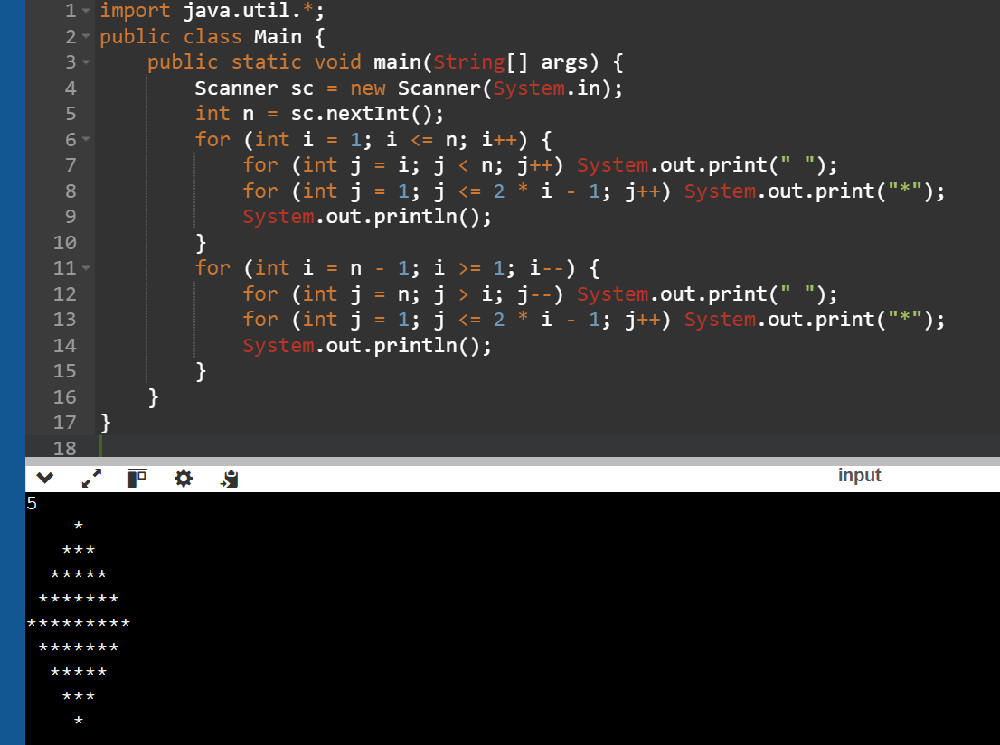 1 import java.util.*;
2 public class Main {
3     public static void main(String[] args) {
4         Scanner sc = new Scanner(System.in);
5         int n = sc.nextInt();
6         for (int i = 1; i <= n; i++) {
7             for (int j = i; j < n; j++) System.out.print(" ");
8             for (int j = 1; j <= 2 * i - 1; j++) System.out.print("*");
9             System.out.println();
10         }
11         for (int i = n - 1; i >= 1; i--) {
12             for (int j = n; j > i; j--) System.out.print(" ");
13             for (int j = 1; j <= 2 * i - 1; j++) System.out.print("*");
14             System.out.println();
15         }
16     }
17 }
18
input
5
    *
   ***
  *****
 *******
*********
 *******
  *****
   ***
    *